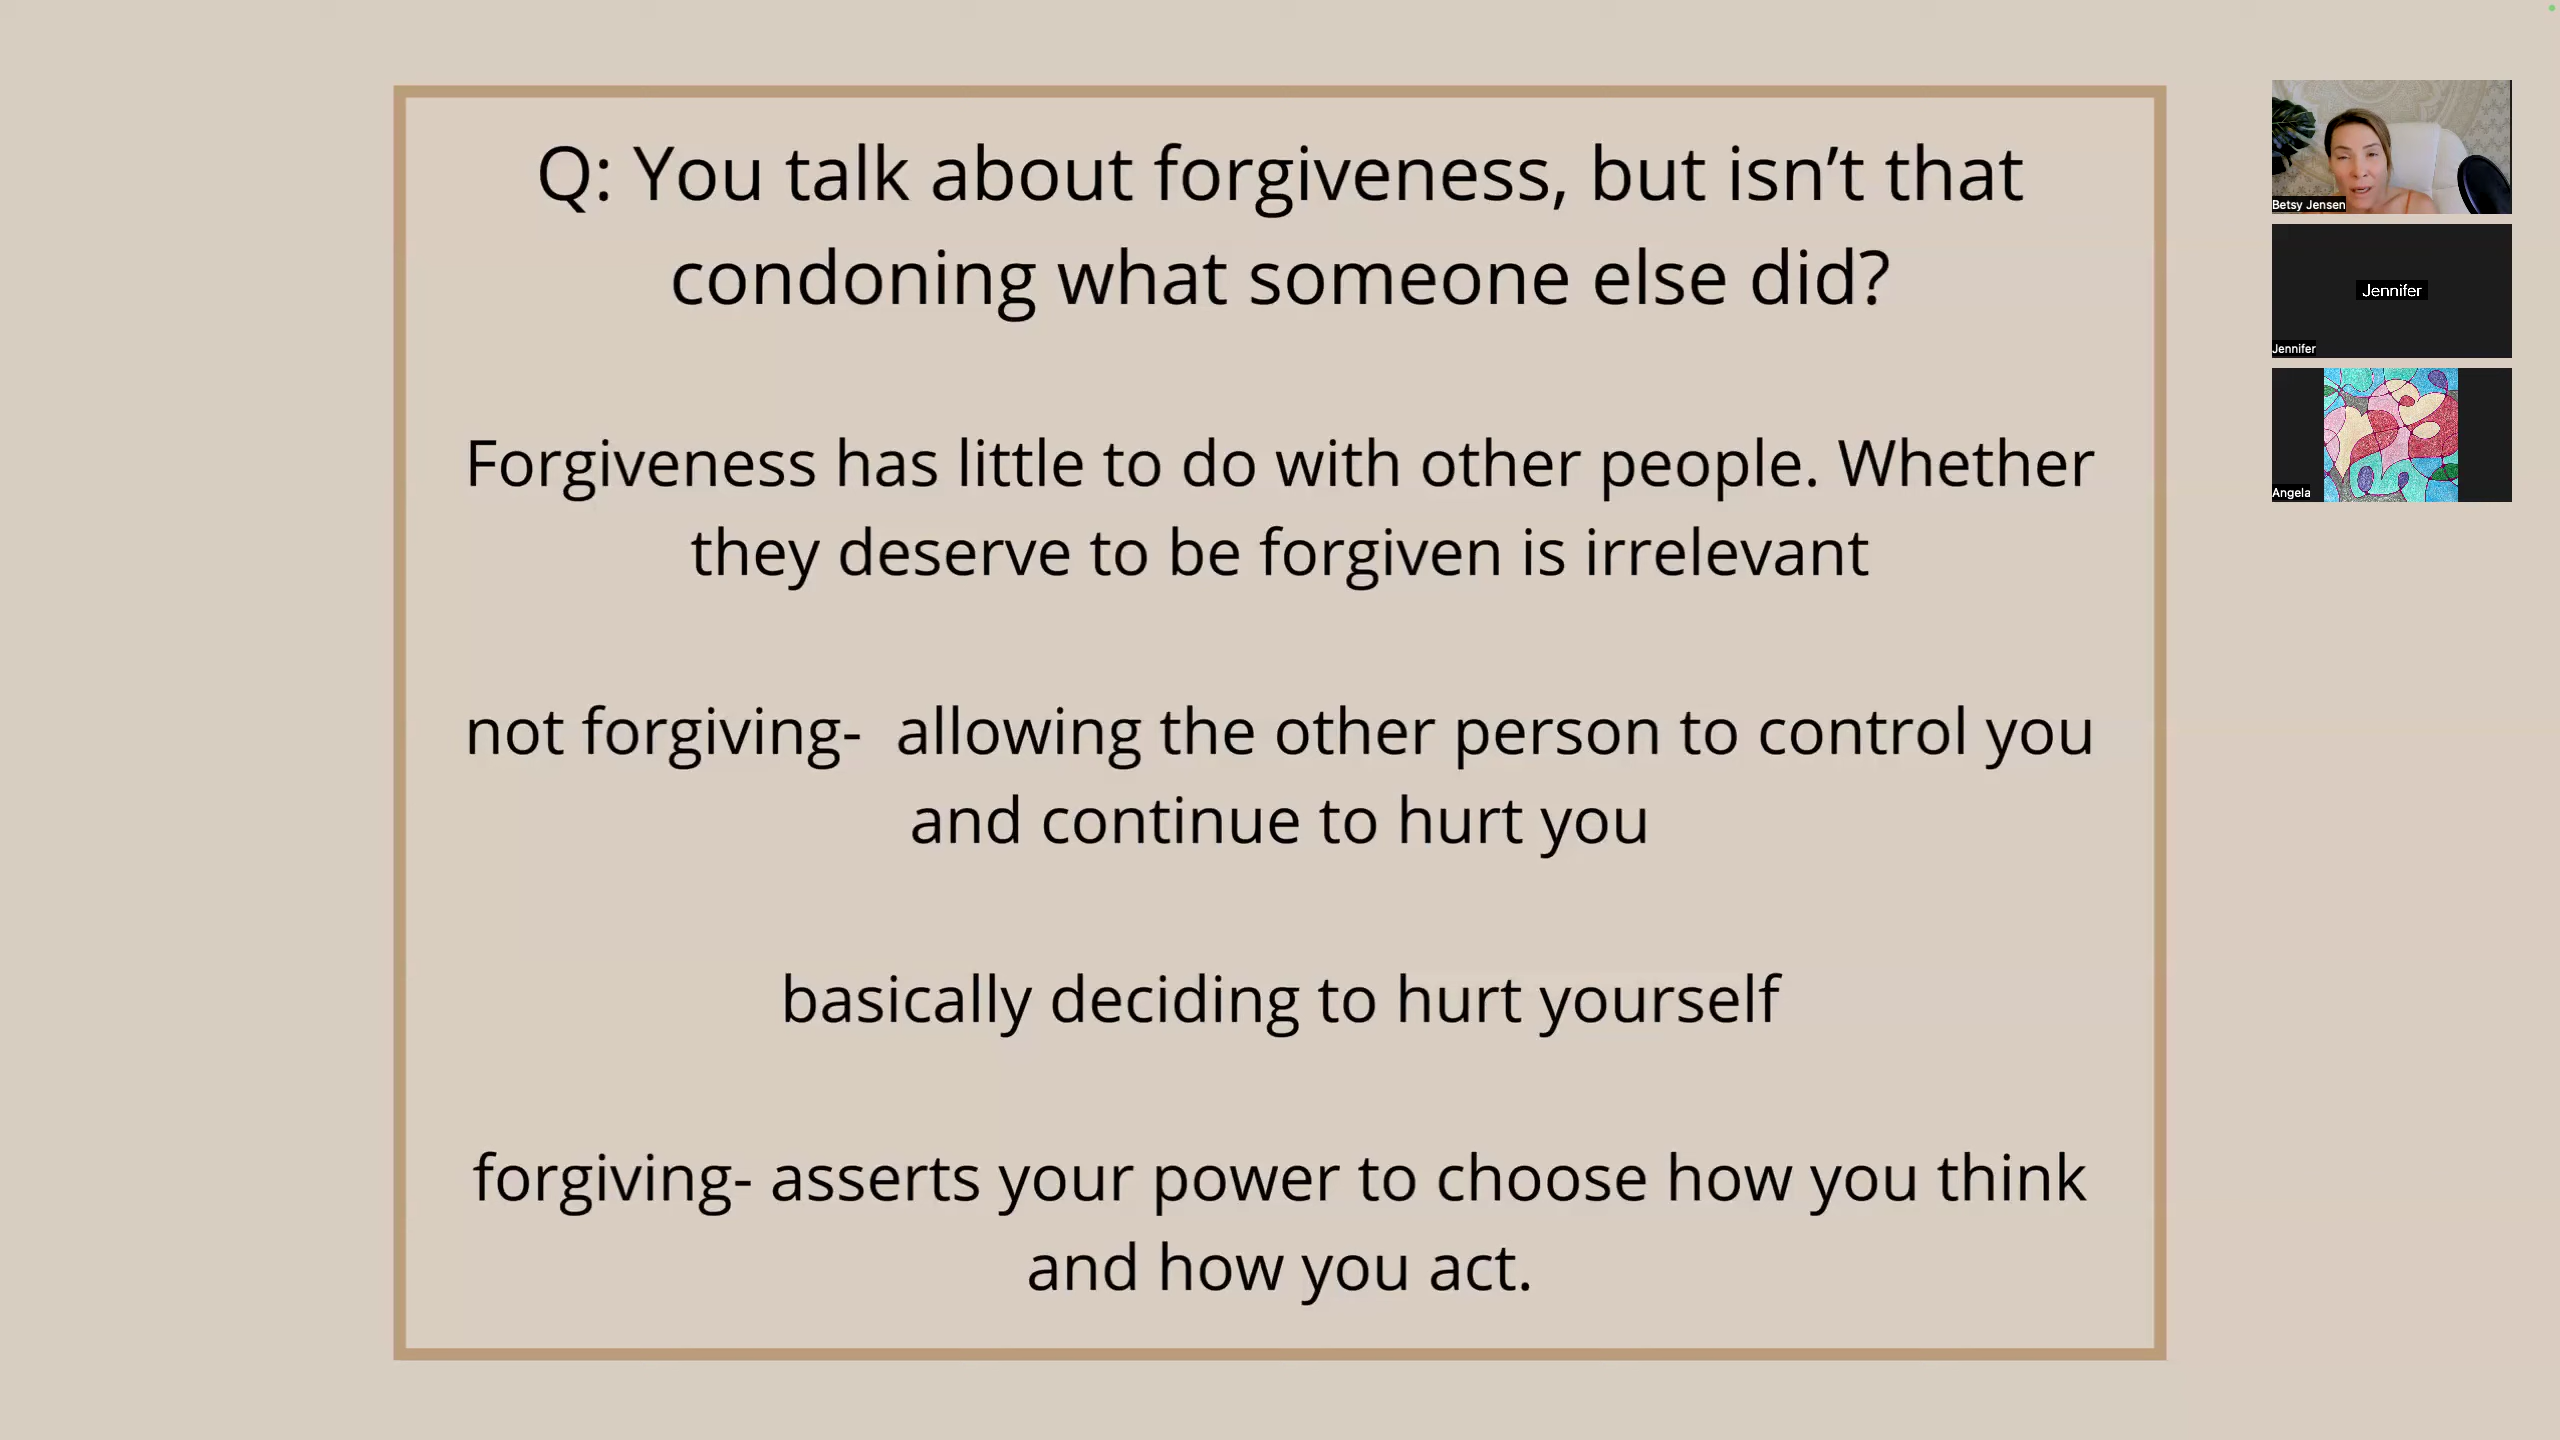 Q: You talk about forgiveness, but isn’t that
condoning what someone else did?
Forgiveness has little to do with other people. Whether
they deserve to be forgiven is irrelevant
not forgiving-  allowing the other person to control you
and continue to hurt you
basically deciding to hurt yourself
forgiving- asserts your power to choose how you think
and how you act.
Betsy Jensen
Jennifer
Jennifer
Angela